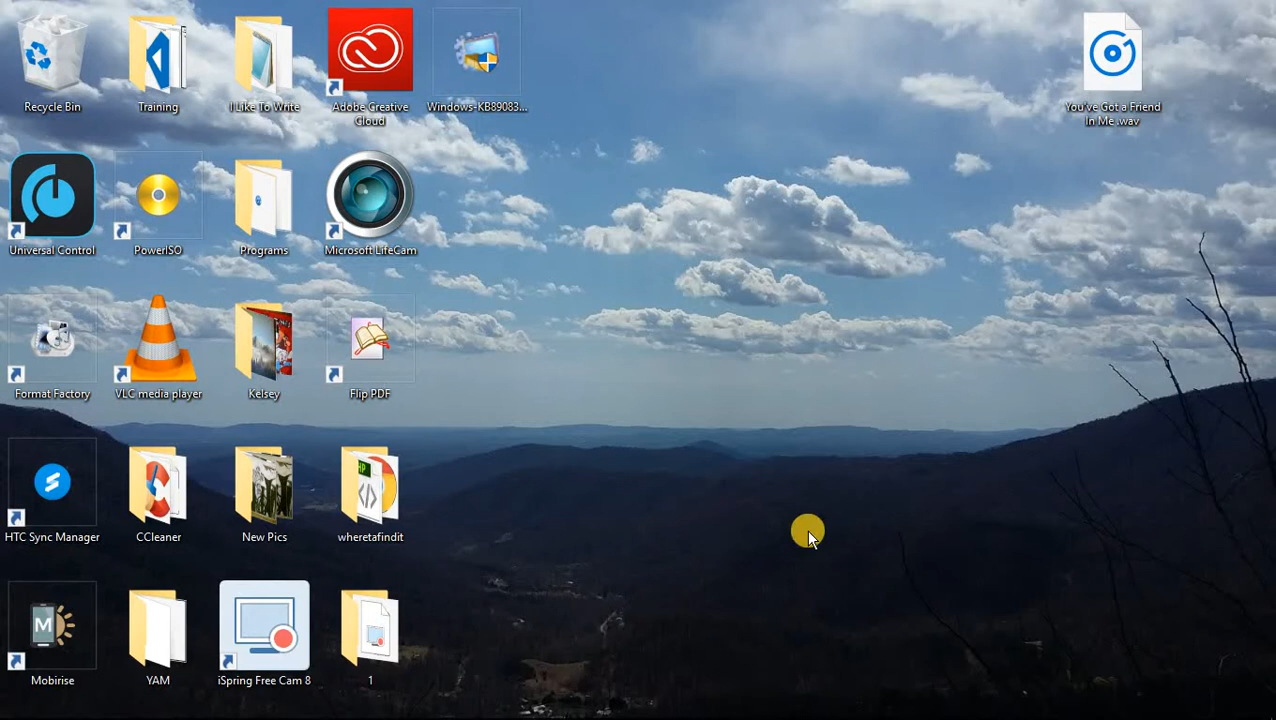 Recycle Bin
Training
I Like To Write
Adobe Creative
Cloud
Windows-KB89083...
You've Got a Friend
In Me .wav
Universal Control
PowerISO
Programs
Microsoft LifeCam
Format Factory
VLC media player
Kelsey
Flip PDF
HTC Sync Manager
CCleaner
New Pics
wheretafindit
M
Mobirise
YAM
iSpring Free Cam 8
1